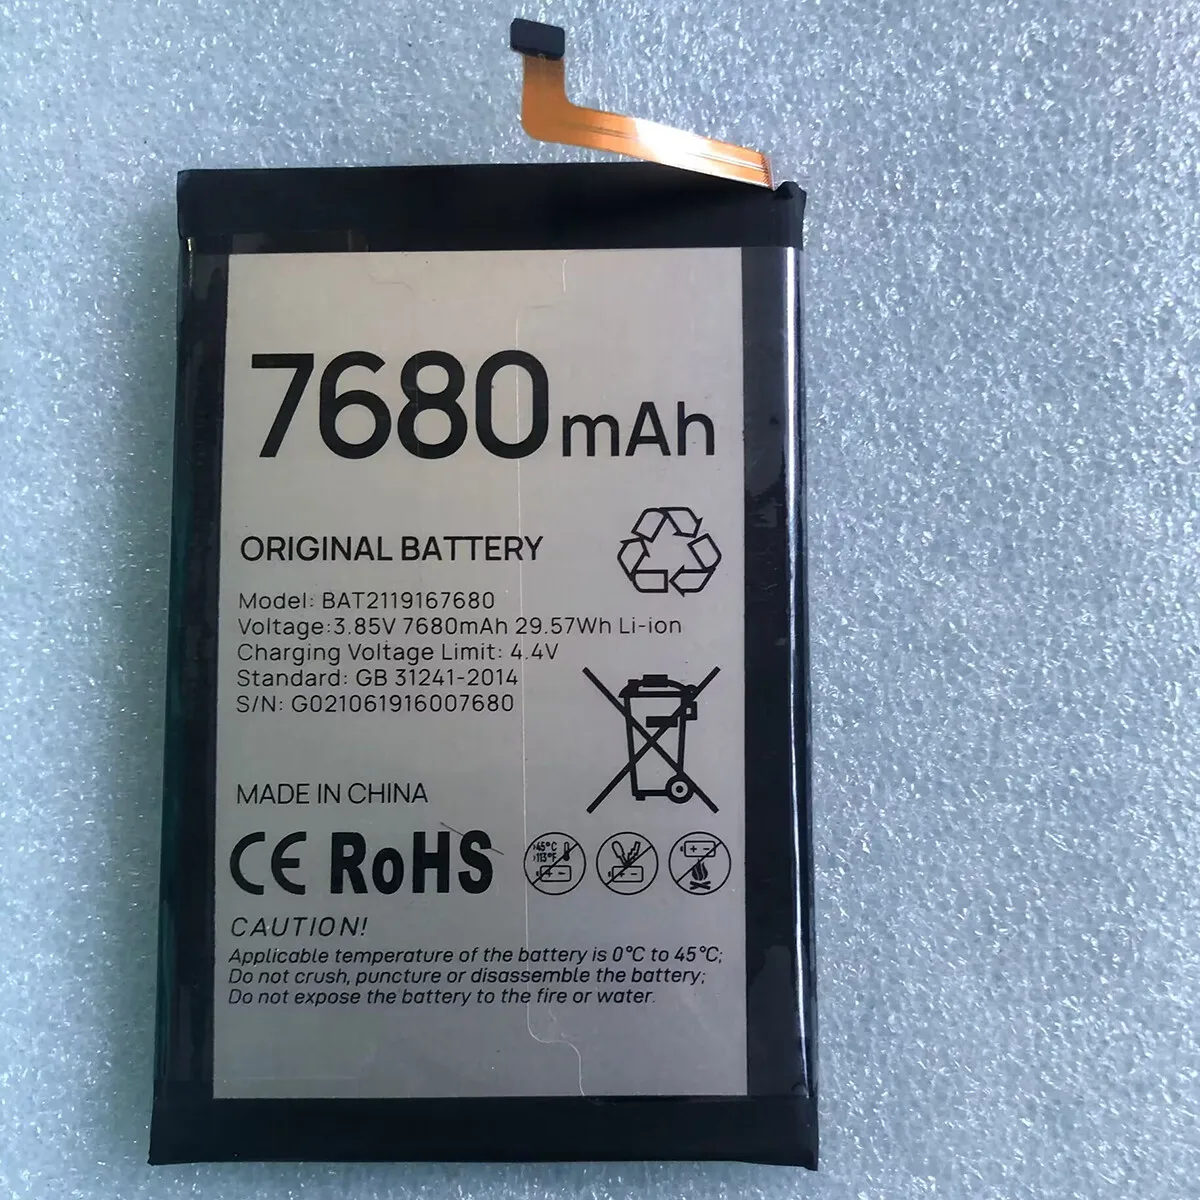 7680mAh
ORIGINAL BATTERY
Model: BAT2119167680
Voltage:3.85V 7680mAh 29.57Wh Li-ion
Charging Voltage Limit: 4.4V
Standard: GB 31241-2014
S/N: G021061916007680
MADE IN CHINA
CE RoHS
>45°C
>113°F
CAUTION!
Applicable temperature of the battery is 0°C to 45°C;
Do not crush, puncture or disassemble the battery;
Do not expose the battery to the fire or water.